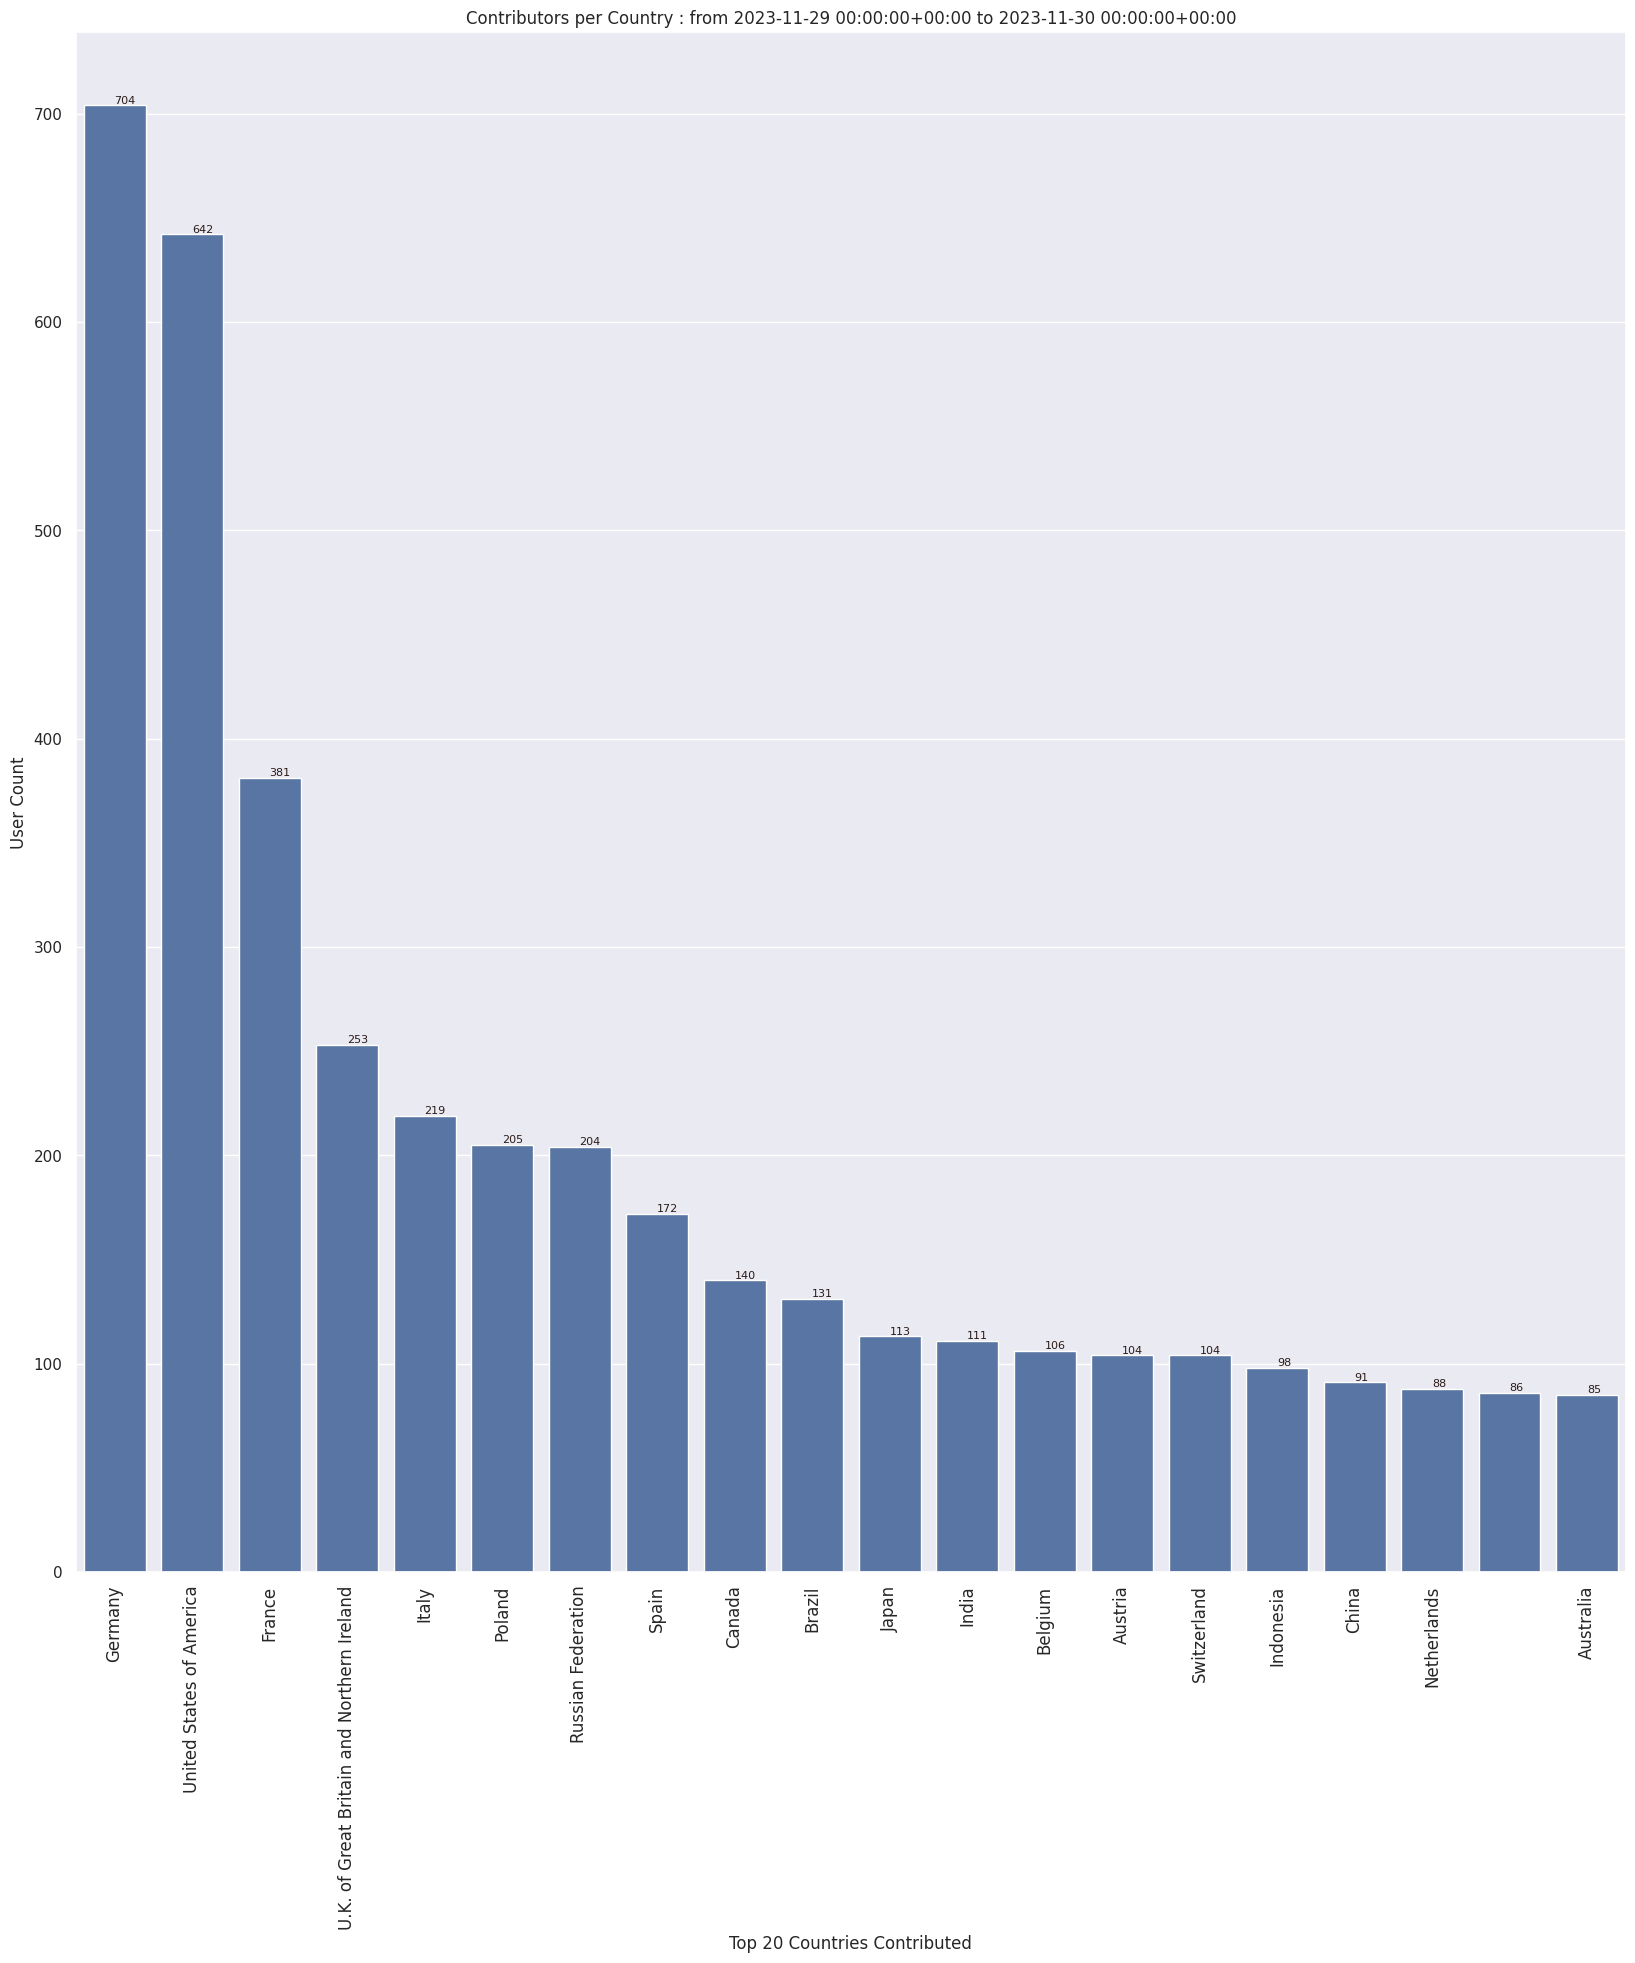 Contributors per Country : from 2023-11-29 00:00:00+00:00 to 2023-11-30 00:00:00+00:00
User Count
700
600
500
400
300
200
100
0
704
642
381
253
219
205
204
172
140
131
113
111
106
104
104
98
91
88
86
85
Germany
United States of America
France
U.K. of Great Britain and Northern Ireland
Italy
Poland
Russian Federation
Spain
Canada
Brazil
Japan
India
Belgium
Austria
Switzerland
Indonesia
China
Netherlands
Australia
Top 20 Countries Contributed